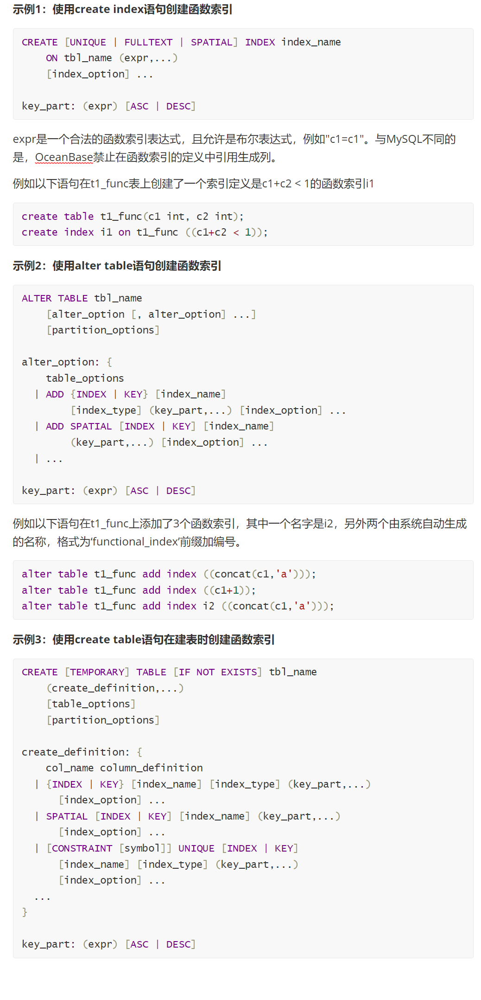 示例1：使用create index语句创建函数索引
CREATE [UNIQUE | FULLTEXT | SPATIAL] INDEX index_name
    ON tbl_name (expr,...)
    [index_option] ...

key_part: (expr) [ASC | DESC]
expr是一个合法的函数索引表达式，且允许是布尔表达式，例如"c1=c1"。与MySQL不同的
是，OceanBase禁止在函数索引的定义中引用生成列。
例如以下语句在t1_func表上创建了一个索引定义是c1+c2 < 1的函数索引i1
create table t1_func(c1 int, c2 int);
create index i1 on t1_func ((c1+c2 < 1));
示例2：使用alter table语句创建函数索引
ALTER TABLE tbl_name
    [alter_option [, alter_option] ...]
    [partition_options]

alter_option: {
    table_options
  | ADD {INDEX | KEY} [index_name]
        [index_type] (key_part,...) [index_option] ...
  | ADD SPATIAL [INDEX | KEY] [index_name]
        (key_part,...) [index_option] ...
  | ...

key_part: (expr) [ASC | DESC]
例如以下语句在t1_func上添加了3个函数索引，其中一个名字是i2，另外两个由系统自动生成
的名称，格式为‘functional_index’前缀加编号。
alter table t1_func add index ((concat(c1,'a')));
alter table t1_func add index ((c1+1));
alter table t1_func add index i2 ((concat(c1,'a')));
示例3：使用create table语句在建表时创建函数索引
CREATE [TEMPORARY] TABLE [IF NOT EXISTS] tbl_name
    (create_definition,...)
    [table_options]
    [partition_options]

create_definition: {
    col_name column_definition
  | {INDEX | KEY} [index_name] [index_type] (key_part,...)
      [index_option] ...
  | SPATIAL [INDEX | KEY] [index_name] (key_part,...)
      [index_option] ...
  | [CONSTRAINT [symbol]] UNIQUE [INDEX | KEY]
      [index_name] [index_type] (key_part,...)
      [index_option] ...
  ...
}

key_part: (expr) [ASC | DESC]